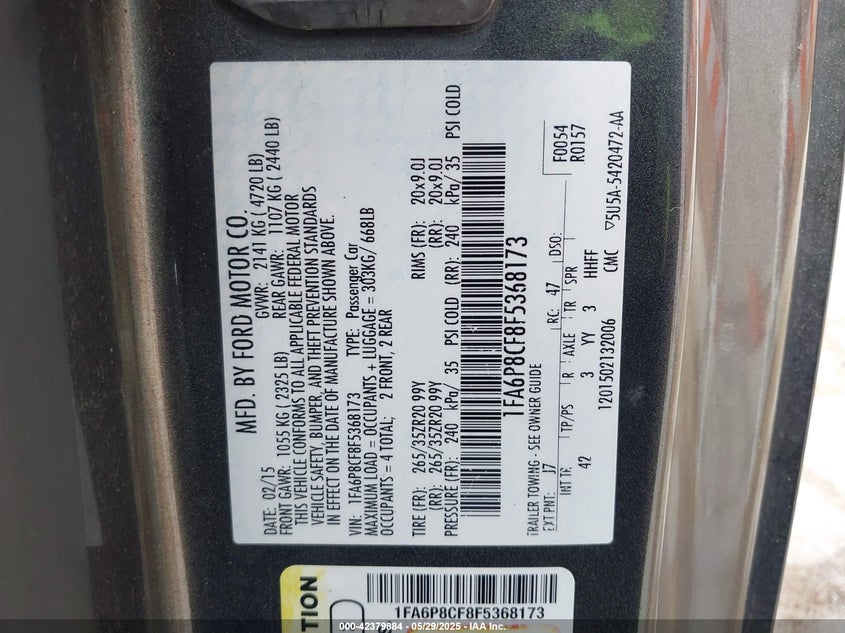 MFD. BY FORD MOTOR CO.
DATE: 02/15 GVWR: 2141 KG ( 4720 LB)
FRONT GAWR: 1055 KG ( 2325 LB) REAR GAWR: 1107 KG ( 2440 LB)
THIS VEHICLE CONFORMS TO ALL APPLICABLE FEDERAL MOTOR
VEHICLE SAFETY, BUMPER, AND THEFT PREVENTION STANDARDS
IN EFFECT ON THE DATE OF MANUFACTURE SHOWN ABOVE.
VIN: 1FA6P8CF8F5368173 TYPE: Passenger Car
MAXIMUM LOAD = OCCUPANTS + LUGGAGE = 303KG/ 668LB
OCCUPANTS = 4 TOTAL; 2 FRONT, 2 REAR
TIRE (FR): 265/35ZR20 99Y RIMS (FR): 20x9.0J
(RR): 265/35ZR20 99Y (RR): 20x9.0J
PRESSURE (FR): 240 kPa/ 35 PSI COLD (RR): 240 kPa/ 35 PSI COLD
1FA6P8CF8F5368173
TRAILER TOWING - SEE OWNER GUIDE
F0054
R0157
EXT PNT: J7 RC: 47 DSO:
INT TR TP/PS R AXLE TR SPR
42 3 YY 3 HHFF
1201502132006 CMC ▽5U5A-5420472-AA
TION
1FA6P8CF8F5368173
000-42379884 - 05/29/2025 - IAA Inc.